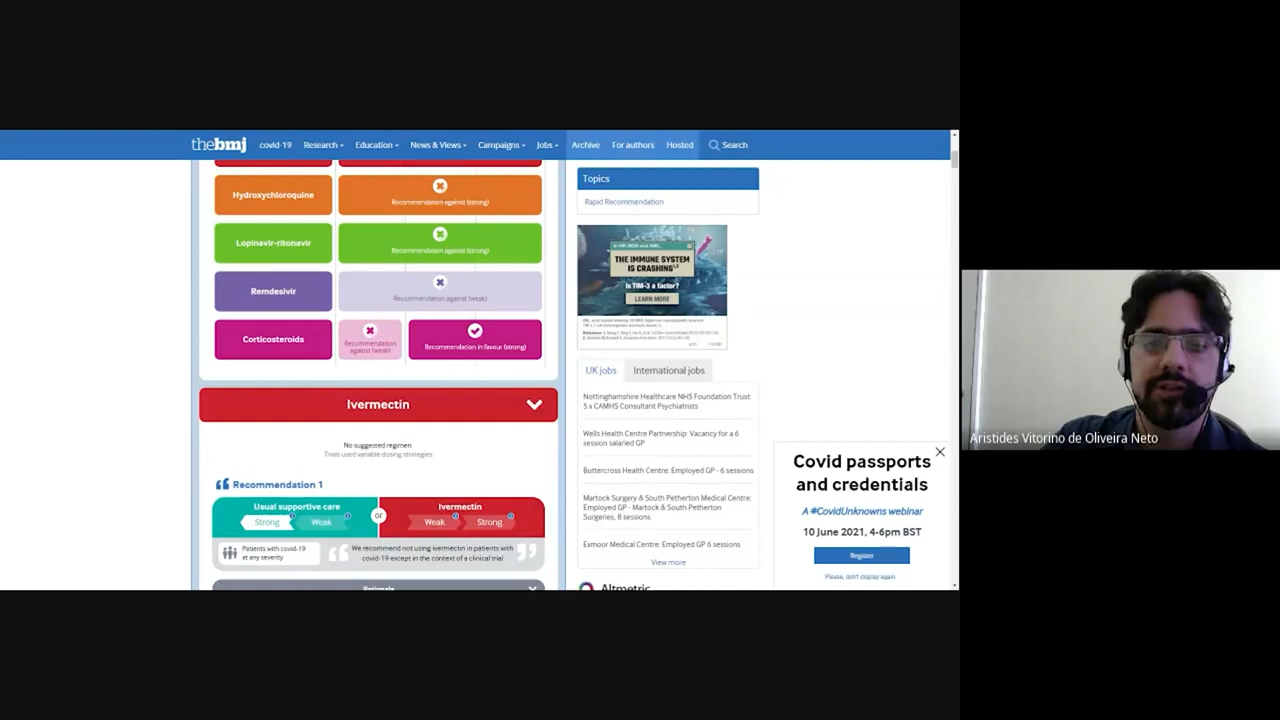 thebmj covid-19 Research Education News & Views Campaigns Jobs Archive For authors Hosted Search
Hydroxychloroquine
Recommendation against (strong)
Lopinavir-ritonavir
Recommendation against (strong)
Remdesivir
Recommendation against (weak)
Corticosteroids
Recommendation
against (weak)
Recommendation in favour (strong)
Ivermectin
No suggested regimen
Trials used variable dosing strategies
Recommendation 1
Usual supportive care
Strong Weak
or
Ivermectin
Weak Strong
Patients with covid-19
at any severity
We recommend not using ivermectin in patients with
covid-19 except in the context of a clinical trial
Rationale
Topics
Rapid Recommendation
THE IMMUNE SYSTEM
IS CRASHING
Is TIM-3 a factor?
LEARN MORE
UK jobs International jobs
Nottinghamshire Healthcare NHS Foundation Trust:
5 x CAMHS Consultant Psychiatrists
Wells Health Centre Partnership: Vacancy for a 6
session salaried GP
Buttercross Health Centre: Employed GP - 6 sessions
Martock Surgery & South Petherton Medical Centre:
Employed GP - Martock & South Petherton
Surgeries, 8 sessions
Exmoor Medical Centre: Employed GP 6 sessions
View more
Altmetric
Covid passports
and credentials
A #CovidUnknowns webinar
10 June 2021, 4-6pm BST
Register
Please, don't display again
Aristides Vitorino de Oliveira Neto